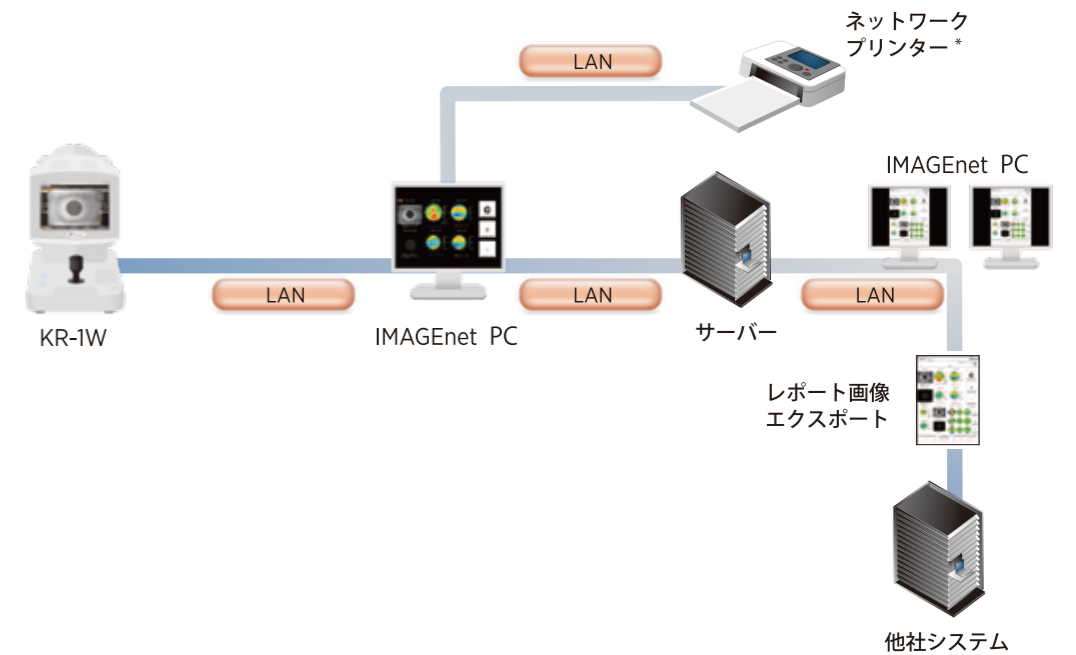 ネットワーク
プリンター *
LAN
IMAGEnet PC
KR-1W
LAN
IMAGEnet PC
LAN
サーバー
LAN
レポート画像
エクスポート
他社システム